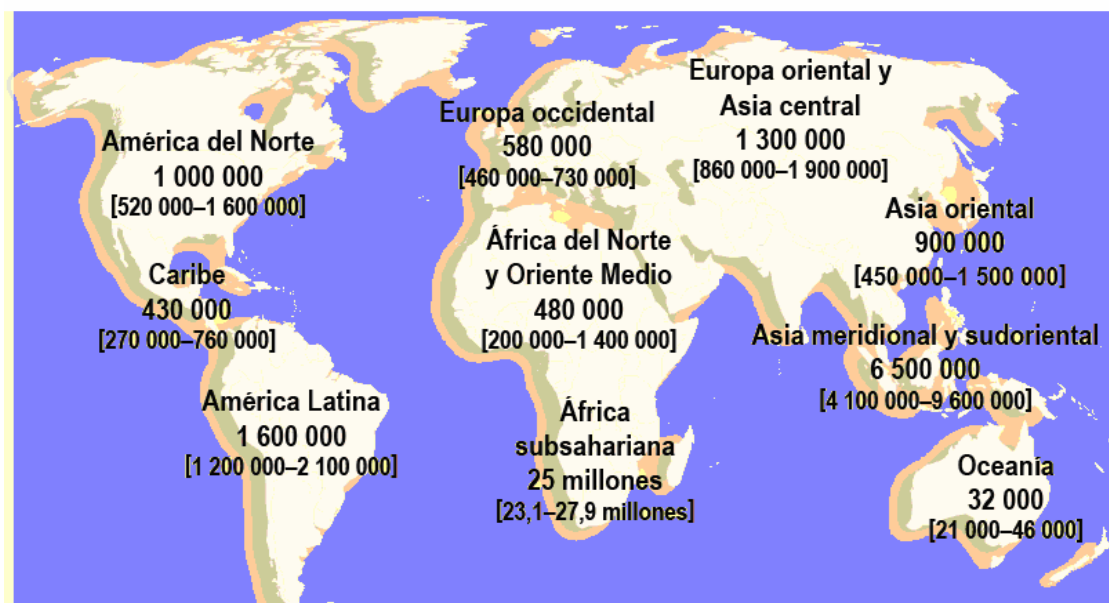 América del Norte
1 000 000
[520 000–1 600 000]
Caribe
430 000
[270 000–760 000]
América Latina
1 600 000
[1 200 000–2 100 000]
Europa occidental
580 000
[460 000–730 000]
África del Norte
y Oriente Medio
480 000
[200 000–1 400 000]
África
subsahariana
25 millones
[23,1–27,9 millones]
Europa oriental y
Asia central
1 300 000
[860 000–1 900 000]
Asia oriental
900 000
[450 000–1 500 000]
Asia meridional y sudoriental
6 500 000
[4 100 000–9 600 000]
Oceanía
32 000
[21 000–46 000]